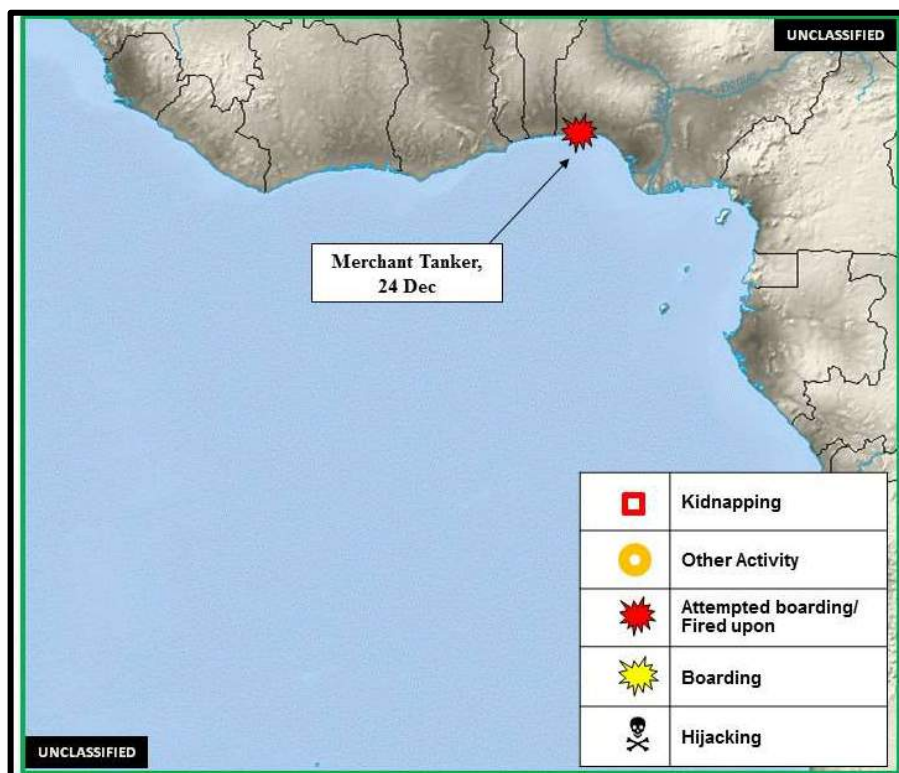 UNCLASSIFIED
Merchant Tanker,
24 Dec
Kidnapping
Other Activity
Attempted boarding/
Fired upon
Boarding
Hijacking
UNCLASSIFIED